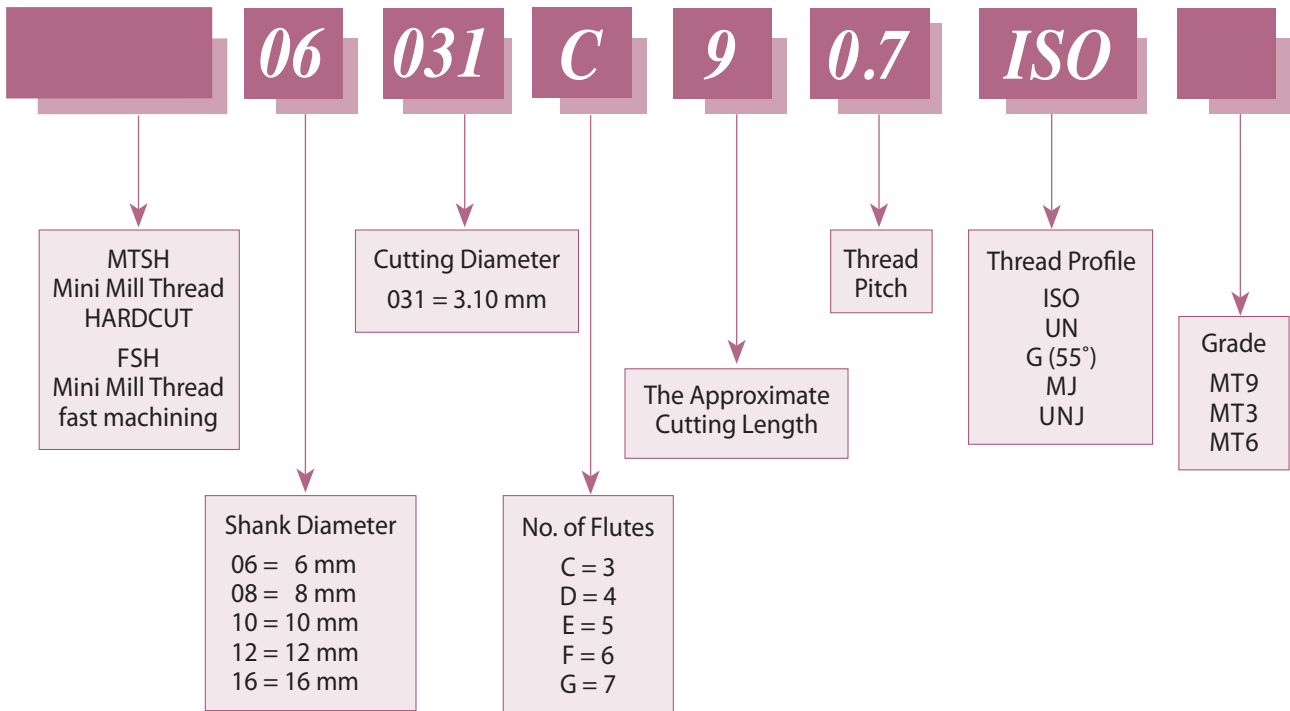 06 031 C 9 0.7 ISO
MTSH
Mini Mill Thread
HARDCUT
FSH
Mini Mill Thread
fast machining
Shank Diameter
06 = 6 mm
08 = 8 mm
10 = 10 mm
12 = 12 mm
16 = 16 mm
Cutting Diameter
031 = 3.10 mm
No. of Flutes
C = 3
D = 4
E = 5
F = 6
G = 7
The Approximate
Cutting Length
Thread
Pitch
Thread Profile
ISO
UN
G (55˚)
MJ
UNJ
Grade
MT9
MT3
MT6